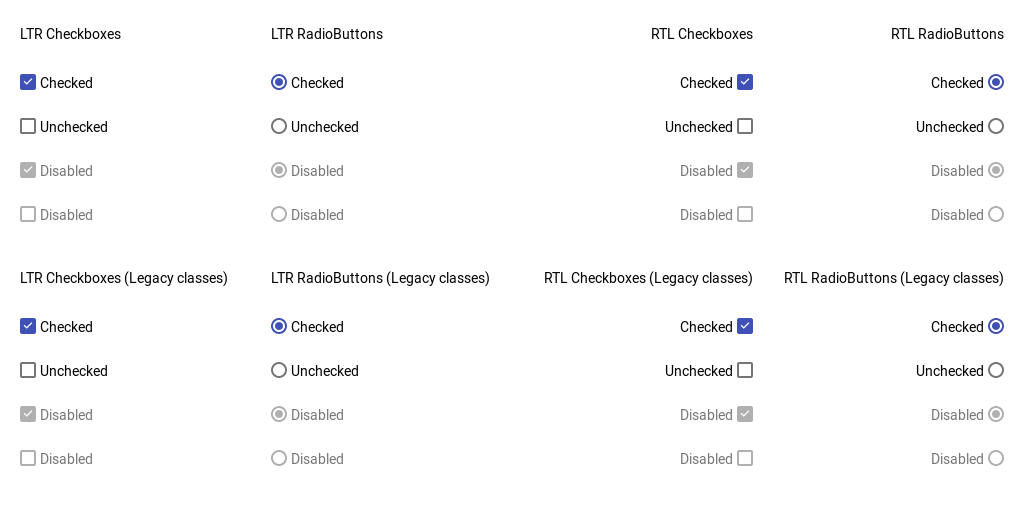 LTR Checkboxes LTR RadioButtons RTL Checkboxes RTL RadioButtons
Checked Checked Checked Checked
Unchecked Unchecked Unchecked Unchecked
Disabled Disabled Disabled Disabled
Disabled Disabled Disabled Disabled
LTR Checkboxes (Legacy classes) LTR RadioButtons (Legacy classes) RTL Checkboxes (Legacy classes) RTL RadioButtons (Legacy classes)
Checked Checked Checked Checked
Unchecked Unchecked Unchecked Unchecked
Disabled Disabled Disabled Disabled
Disabled Disabled Disabled Disabled